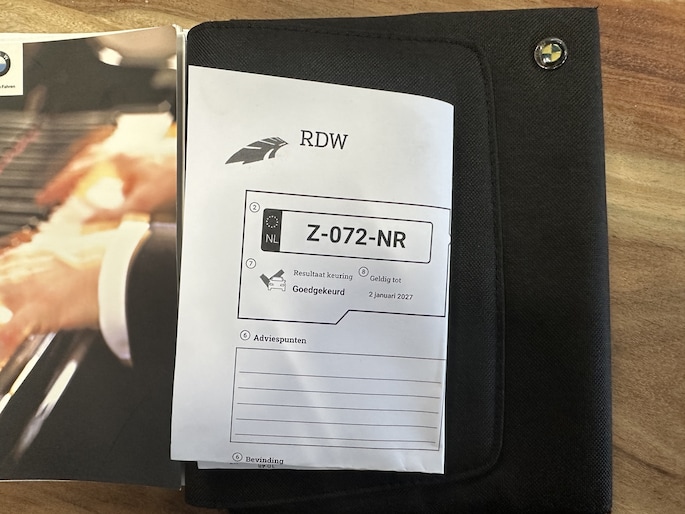 Fahren
RDW
2
NL
Z-072-NR
7
Resultaat keuring
8
Geldig tot
Goedgekeurd
2 januari 2027
6 Adviespunten
6 Bevinding